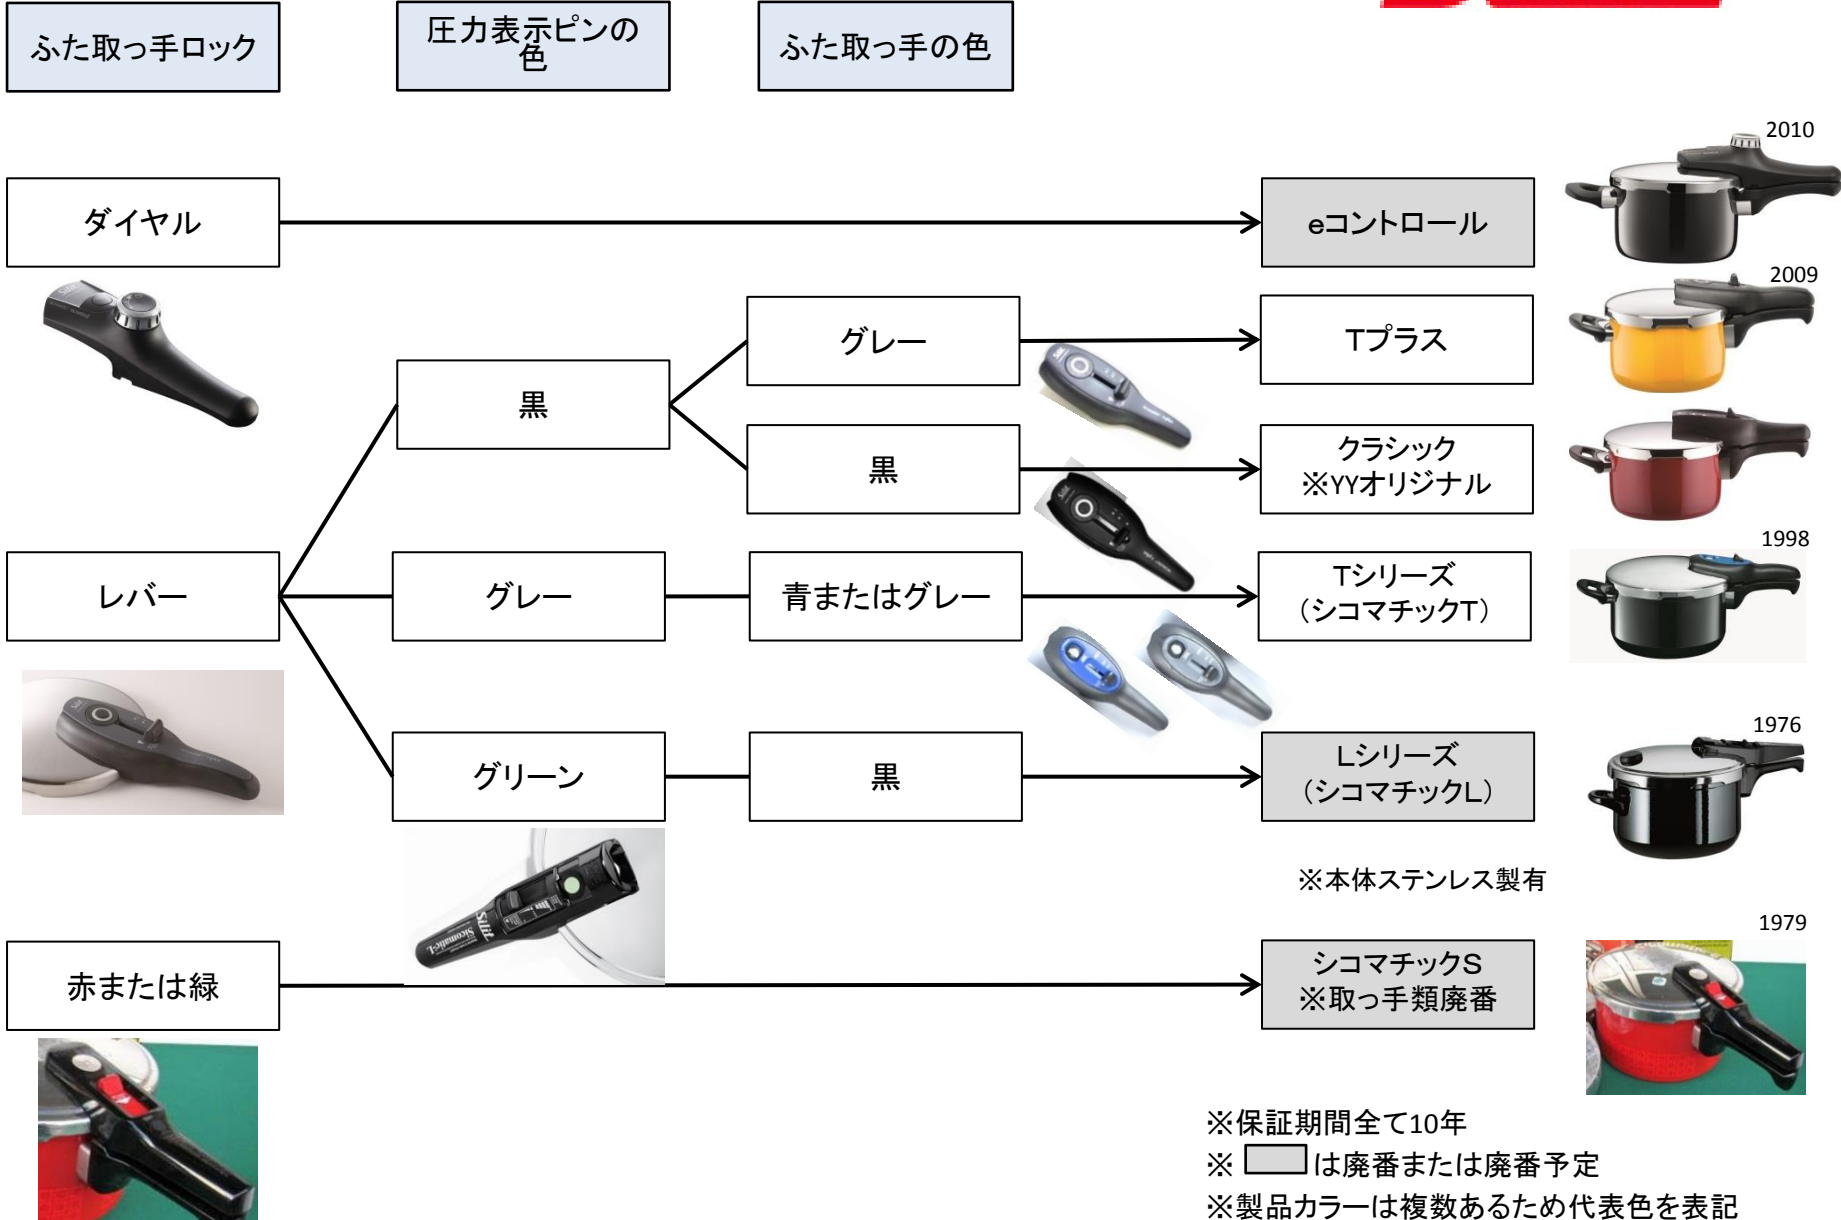 ふた取っ手ロック
圧力表示ピンの
色
ふた取っ手の色
2010
ダイヤル
eコントロール
2009
グレー
Tプラス
黒
クラシック
※YYオリジナル
黒
1998
レバー
グレー
青またはグレー
Tシリーズ
（シコマチックT）
1976
グリーン
黒
Lシリーズ
（シコマチックL）
※本体ステンレス製有
Silit
Sicomatic-L
1979
赤または緑
シコマチックS
※取っ手類廃番
※保証期間全て10年
※ は廃番または廃番予定
※製品カラーは複数あるため代表色を表記